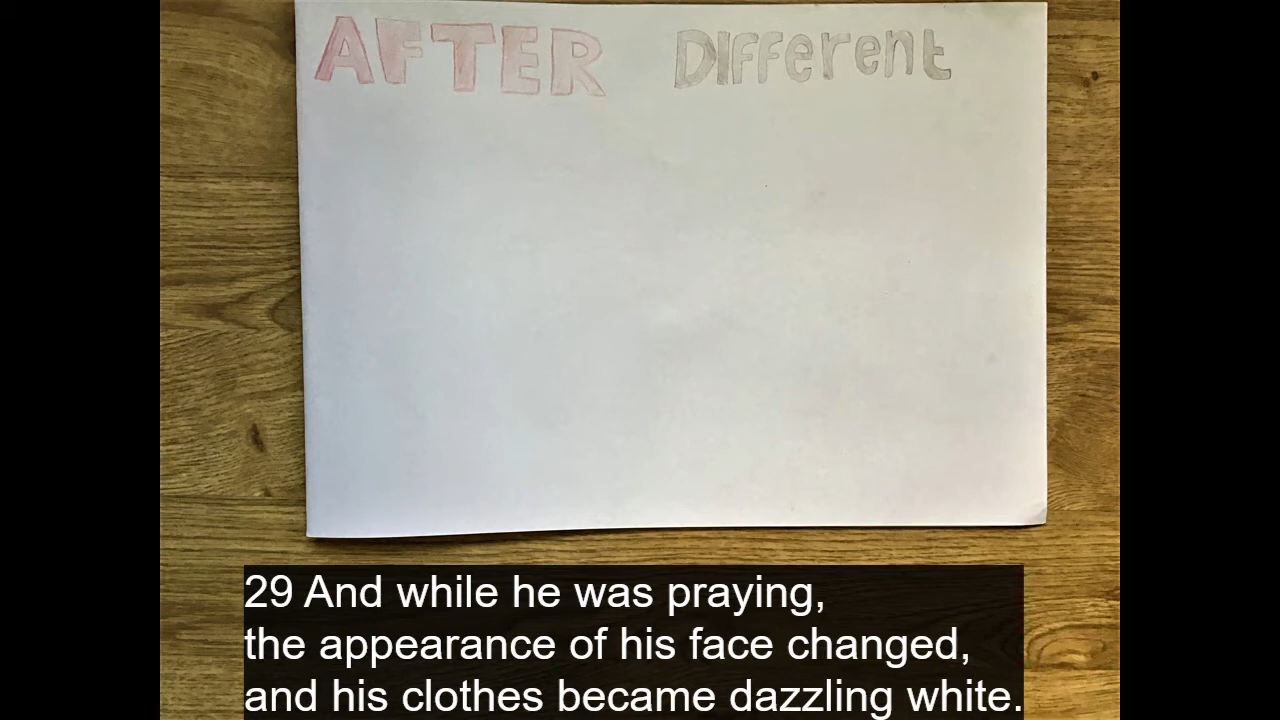 AFTER DIFFerent
29 And while he was praying,
the appearance of his face changed,
and his clothes became dazzling white.